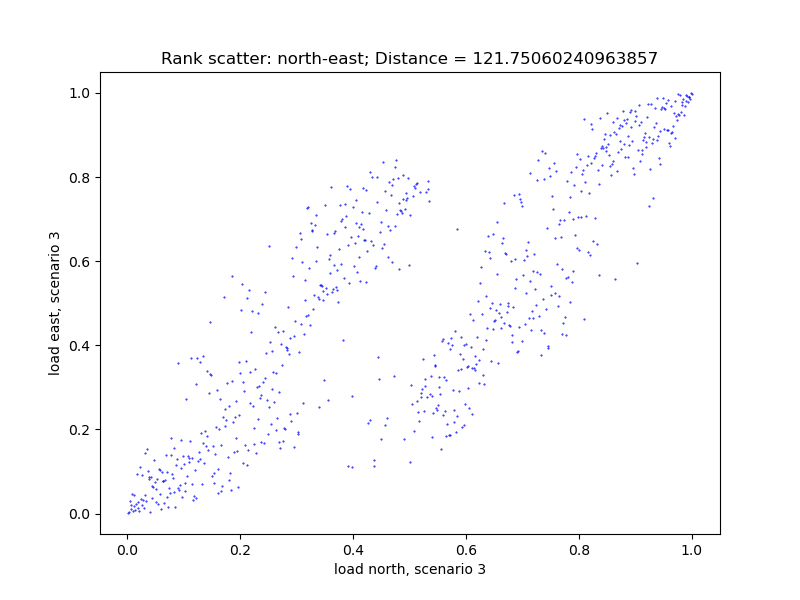 Rank scatter: north-east; Distance = 121.75060240963857
1.0
0.8
0.6
0.4
0.2
0.0
load east, scenario 3
0.0 0.2 0.4 0.6 0.8 1.0
load north, scenario 3